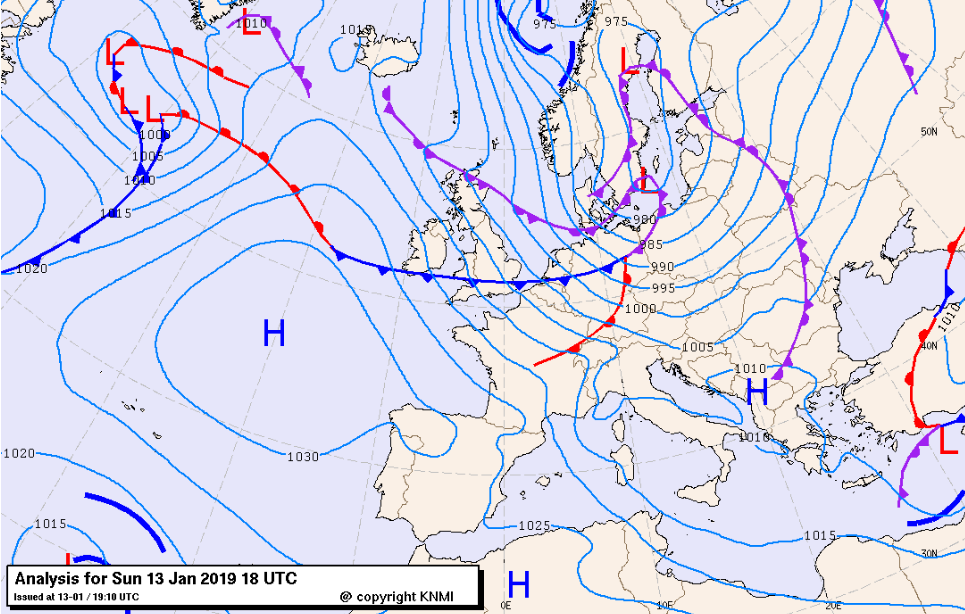 L
1010
1015
975
975
L
L
L
L
L
1000
1005
1010
1015
1020
50N
L
980
985
990
995
1000
1005
1010
1010
40N
H
H
1010
1020
1030
L
1015
1025
1015
30N
L
H
0E
10E
20E
Analysis for Sun 13 Jan 2019 18 UTC
Issued at 13-01 / 19:10 UTC
@ copyright KNMI